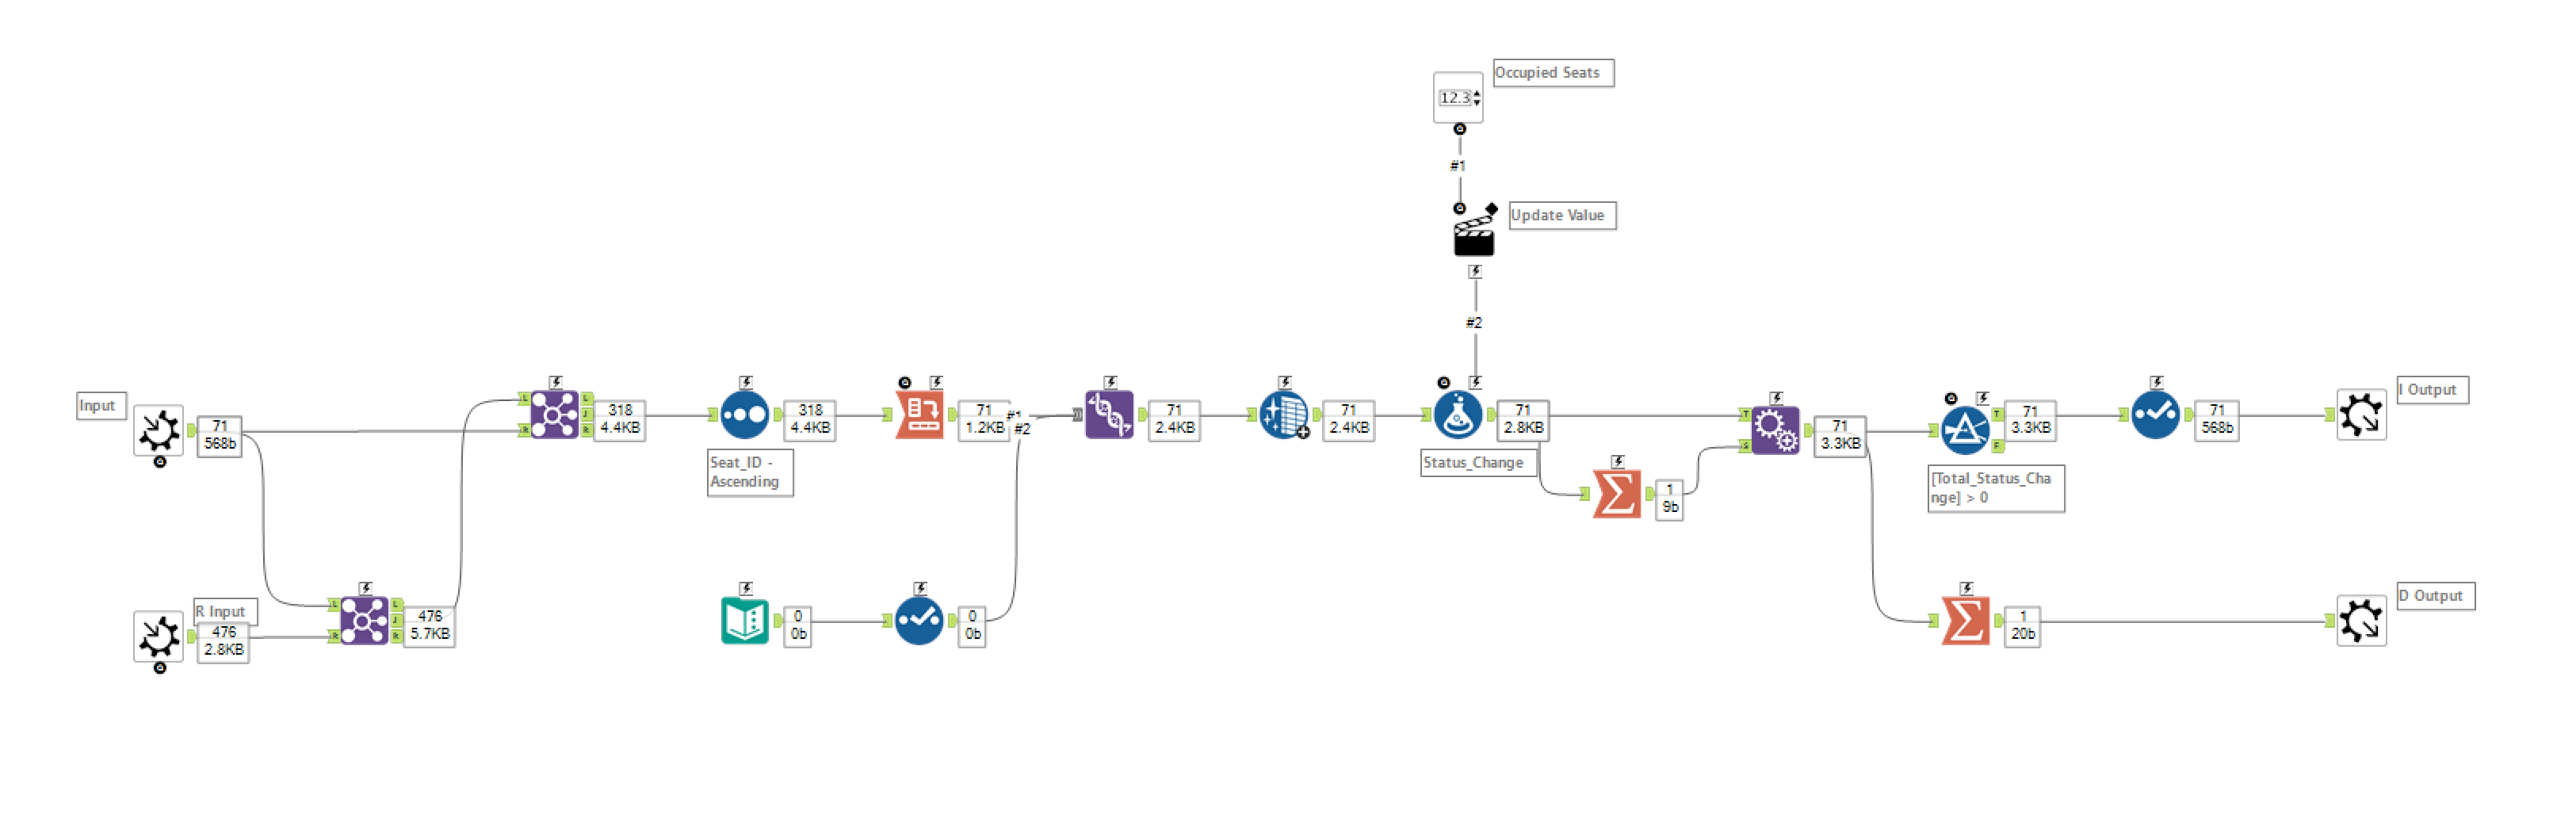 Occupied Seats
12.3
#1
Update Value
#2
Input
71
568b
L
R
L
J
R
318
4.4KB
Seat_ID -
Ascending
318
4.4KB
71
1.2KB
#1
#2
71
2.4KB
71
2.4KB
Status_Change
71
2.8KB
1
9b
T
S
71
3.3KB
[Total_Status_Cha
nge] > 0
T
F
71
3.3KB
71
568b
I Output
R Input
476
2.8KB
L
R
L
J
R
476
5.7KB
0
0b
0
0b
1
20b
D Output